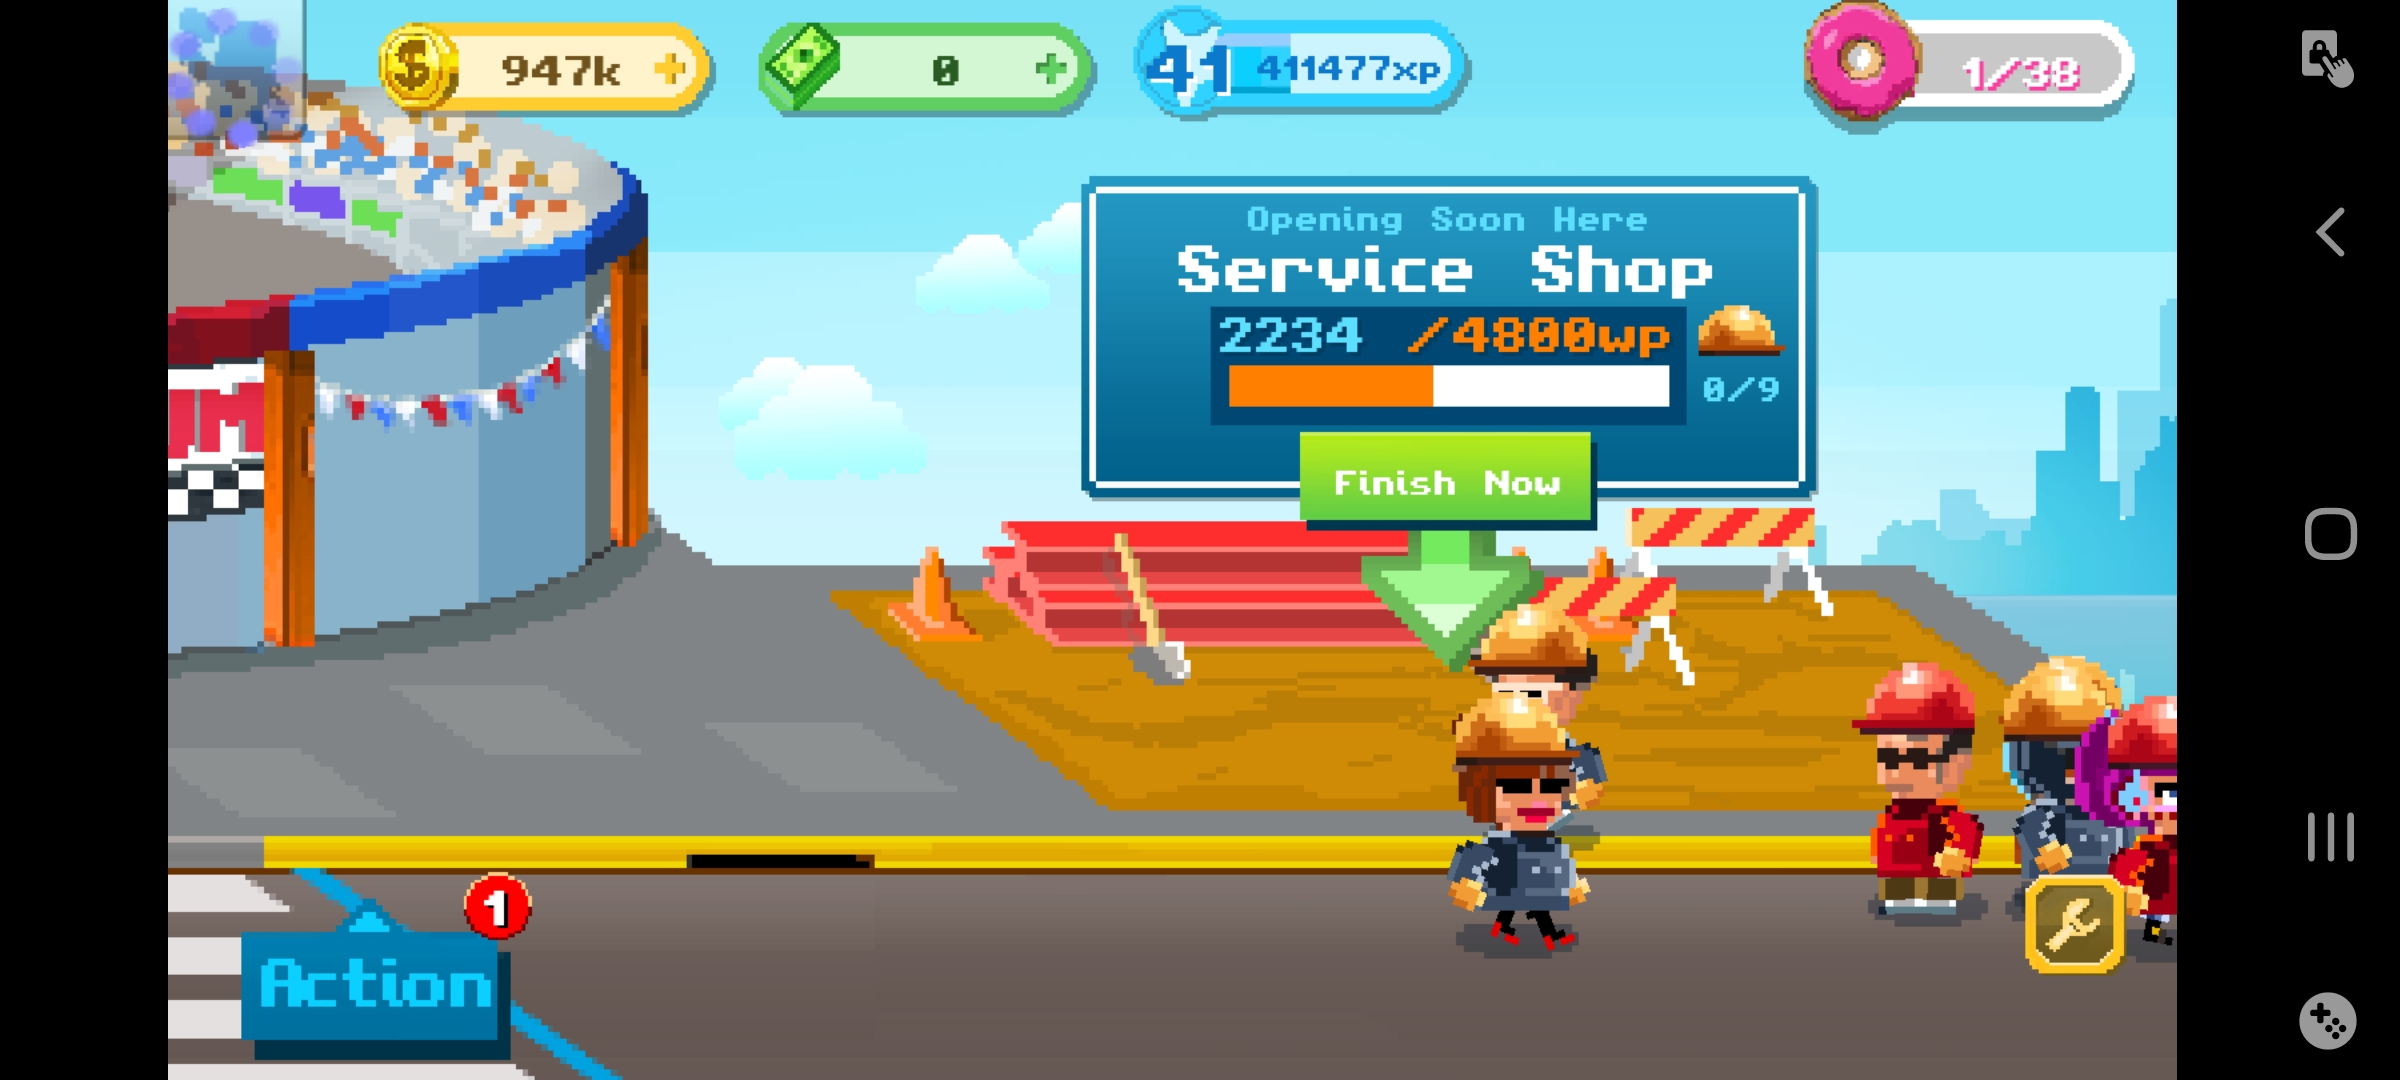 947k +
0 +
41 411477xp
1/38
Opening Soon Here
Service Shop
2234 /4800wp
0/9
Finish Now
1
Action